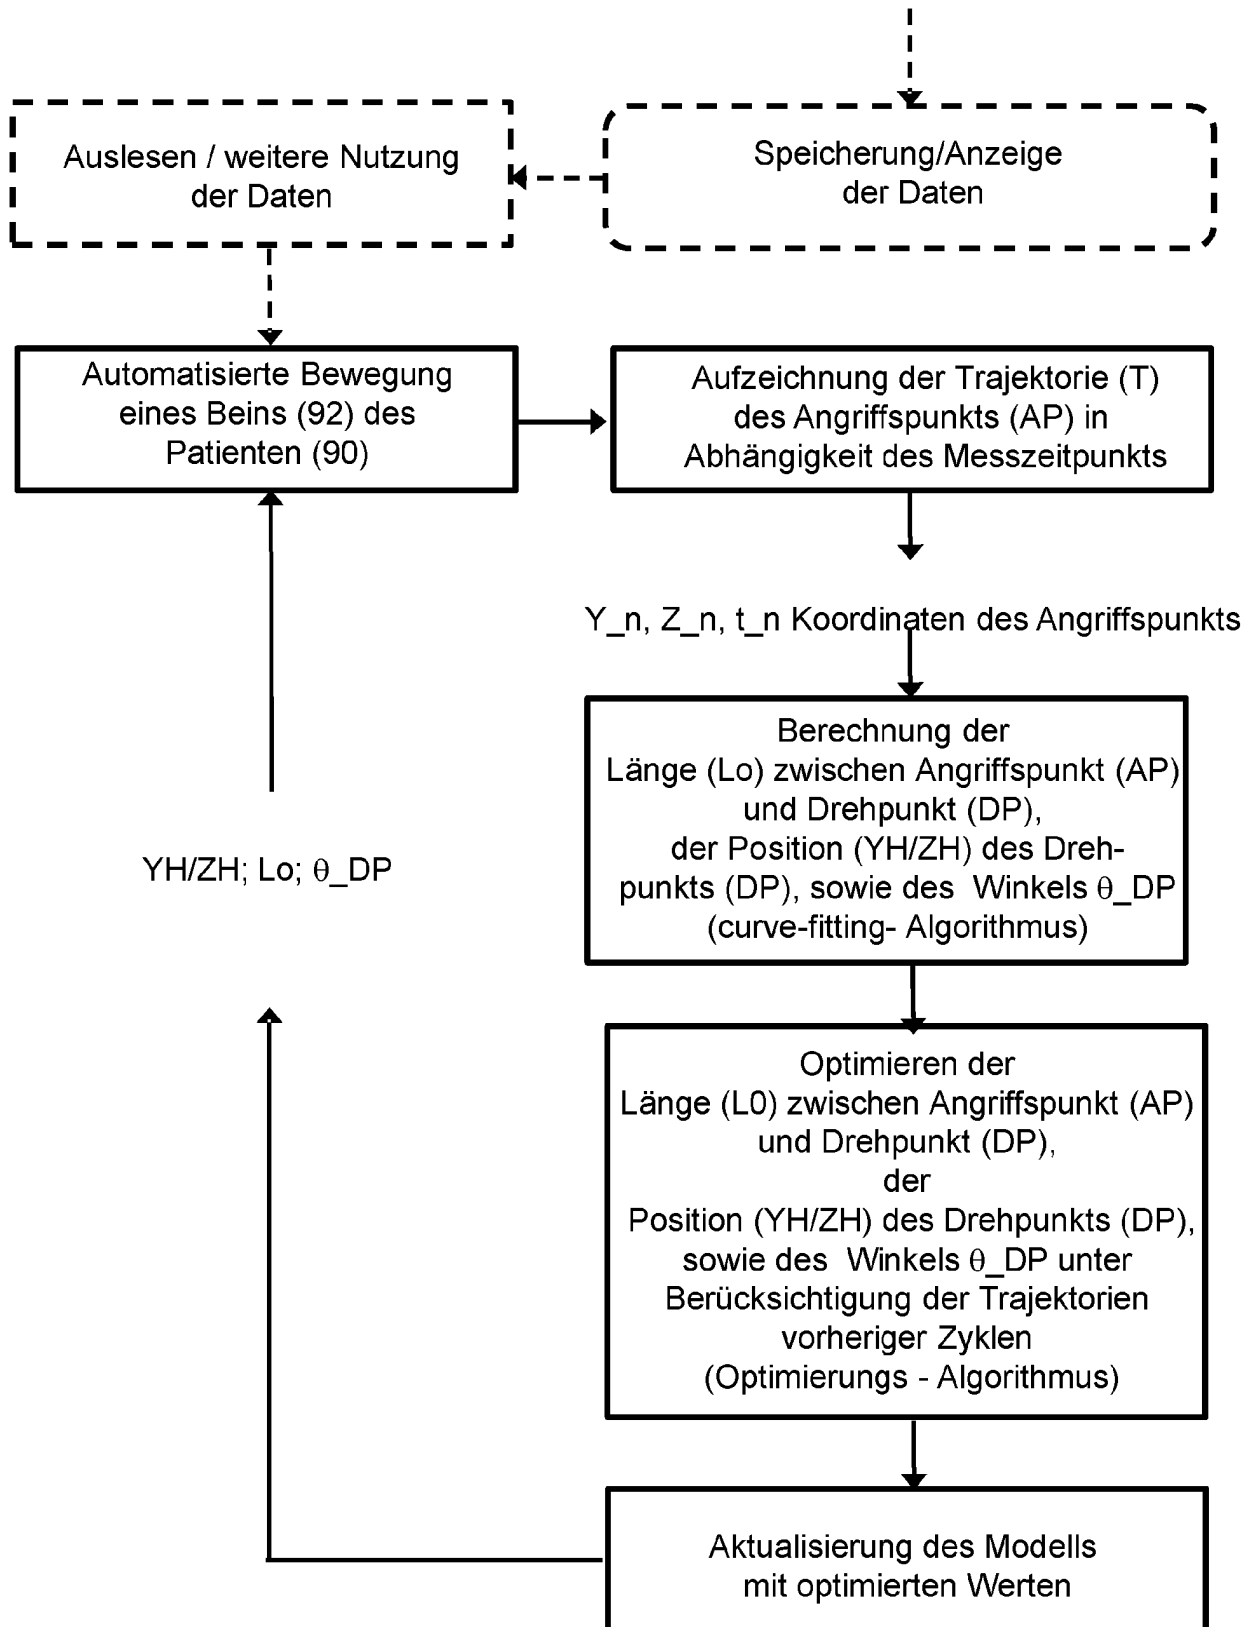 Auslesen / weitere Nutzung
der Daten
Speicherung/Anzeige
der Daten
Automatisierte Bewegung
eines Beins (92) des
Patienten (90)
Aufzeichnung der Trajektorie (T)
des Angriffspunkts (AP) in
Abhängigkeit des Messzeitpunkts
Y_n, Z_n, t_n Koordinaten des Angriffspunkts
Berechnung der
Länge (Lo) zwischen Angriffspunkt (AP)
und Drehpunkt (DP),
der Position (YH/ZH) des Dreh-
punkts (DP), sowie des Winkels θ_DP
(curve-fitting- Algorithmus)
YH/ZH; Lo; θ_DP
Optimieren der
Länge (L0) zwischen Angriffspunkt (AP)
und Drehpunkt (DP),
der
Position (YH/ZH) des Drehpunkts (DP),
sowie des Winkels θ_DP unter
Berücksichtigung der Trajektorien
vorheriger Zyklen
(Optimierungs - Algorithmus)
Aktualisierung des Modells
mit optimierten Werten